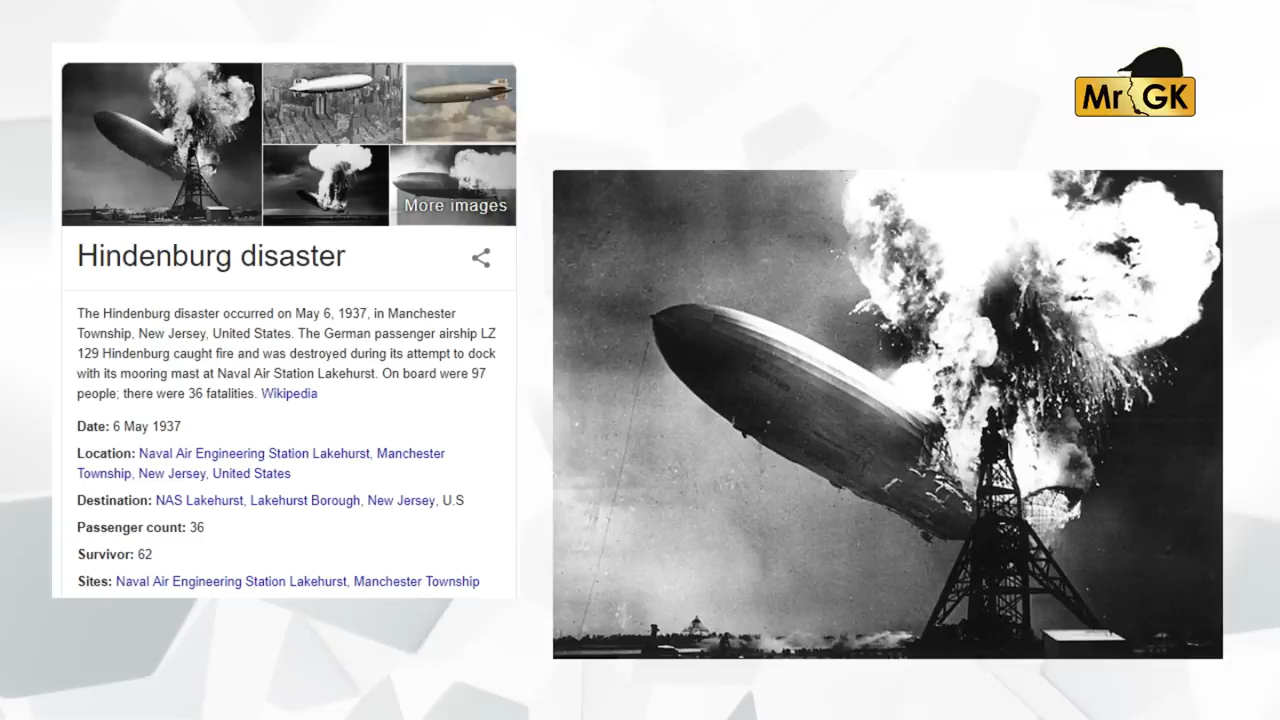 More images
Hindenburg disaster
The Hindenburg disaster occurred on May 6, 1937, in Manchester
Township, New Jersey, United States. The German passenger airship LZ
129 Hindenburg caught fire and was destroyed during its attempt to dock
with its mooring mast at Naval Air Station Lakehurst. On board were 97
people; there were 36 fatalities. Wikipedia
Date: 6 May 1937
Location: Naval Air Engineering Station Lakehurst, Manchester
Township, New Jersey, United States
Destination: NAS Lakehurst, Lakehurst Borough, New Jersey, U.S
Passenger count: 36
Survivor: 62
Sites: Naval Air Engineering Station Lakehurst, Manchester Township
Mr GK